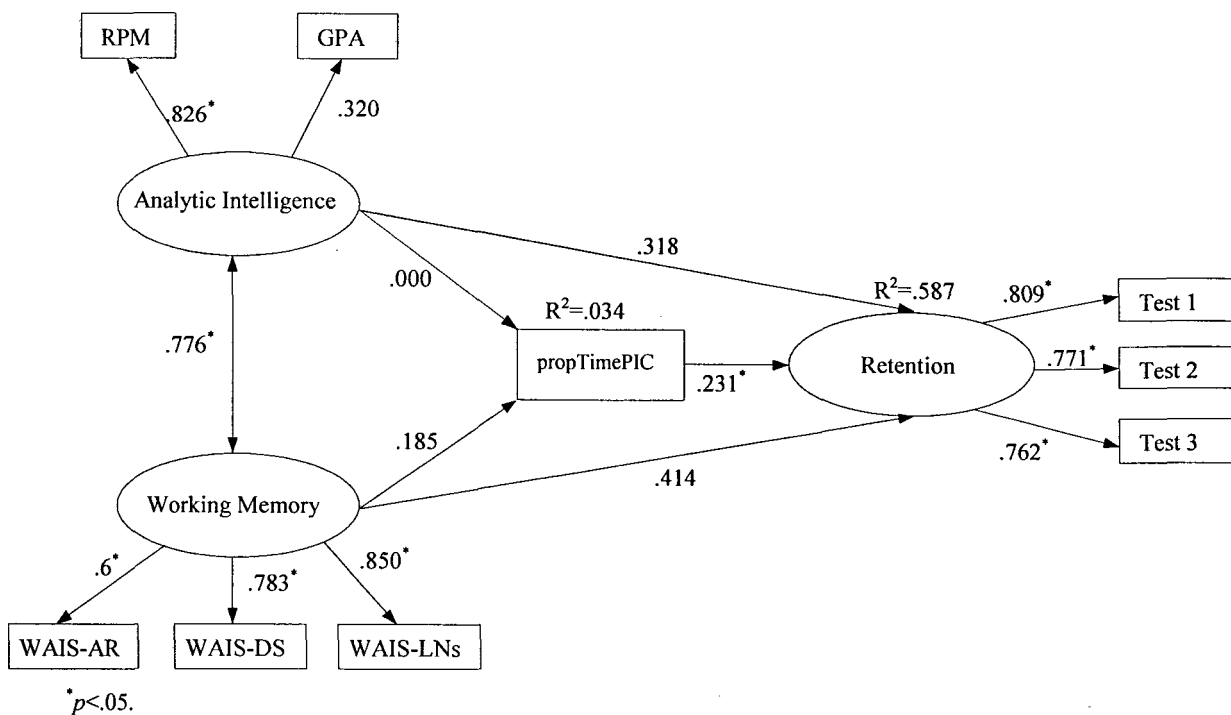 RPM GPA
.826* .320
Analytic Intelligence
.318
.000
R²=.034
R²=.587
.809* Test 1
.776*
propTimePIC
.231*
Retention
.771* Test 2
.185
.762* Test 3
.414
Working Memory
.6* .783* .850*
WAIS-AR WAIS-DS WAIS-LNs
*p<.05.